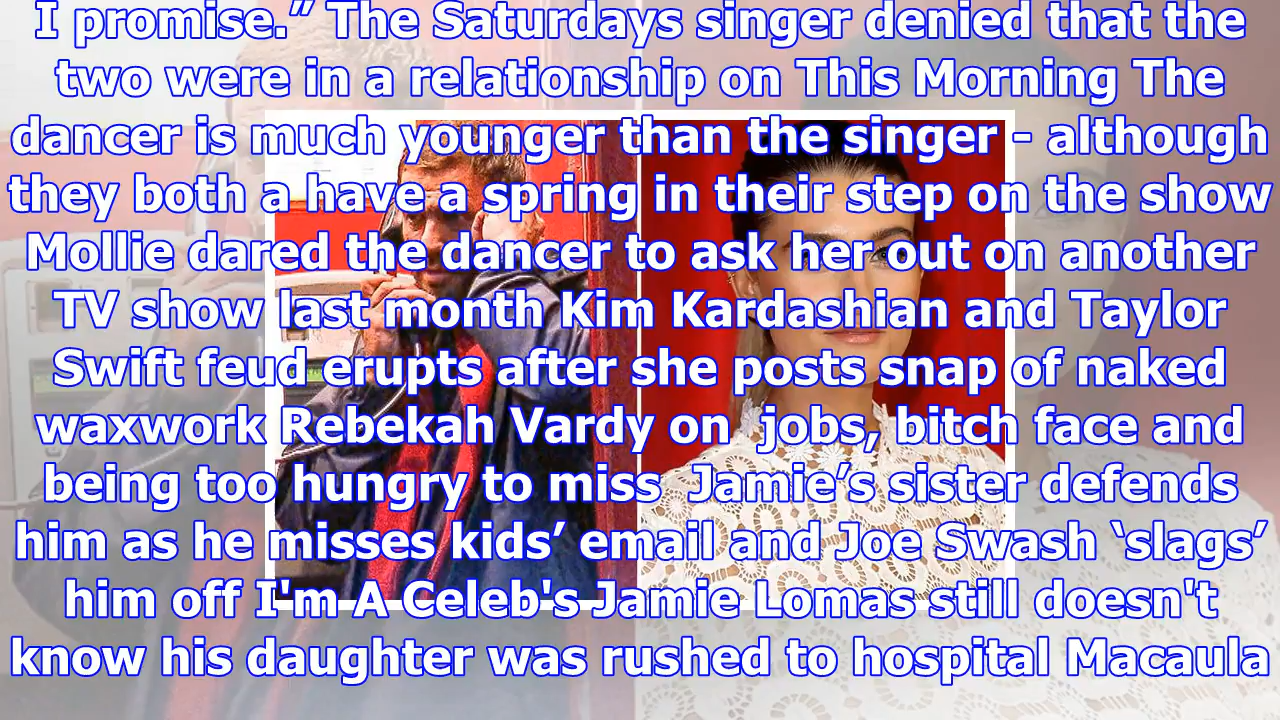 I promise.” The Saturdays singer denied that the
two were in a relationship on This Morning The
dancer is much younger than the singer - although
they both a have a spring in their step on the show
Mollie dared the dancer to ask her out on another
TV show last month Kim Kardashian and Taylor
Swift feud erupts after she posts snap of naked
waxwork Rebekah Vardy on  jobs, bitch face and
being too hungry to miss  Jamie’s sister defends
him as he misses kids’ email and Joe Swash ‘slags’
him off I'm A Celeb's Jamie Lomas still doesn't
know his daughter was rushed to hospital Macaula